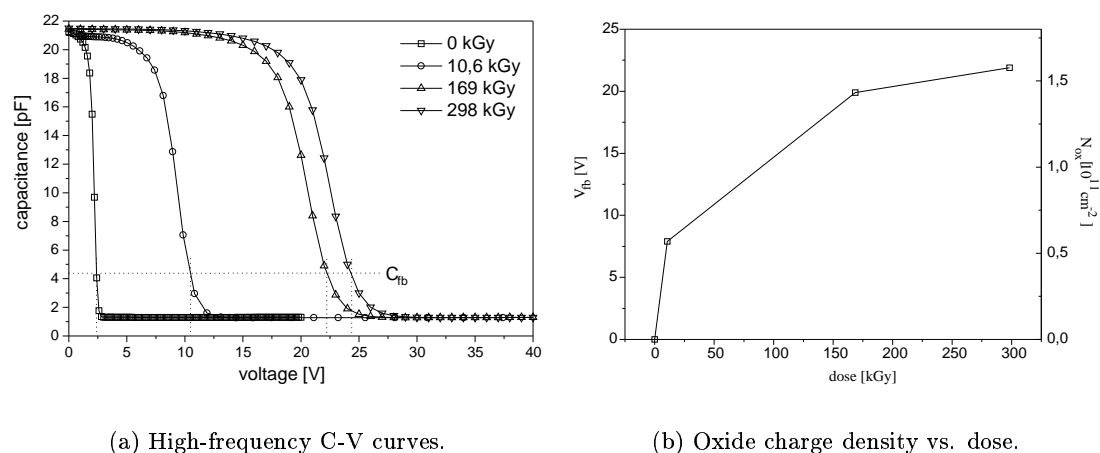 22
20
18
16
14
12
10
8
6
4
2
0
capacitance [pF]
0 kGy
10,6 kGy
169 kGy
298 kGy
C_fb
0 5 10 15 20 25 30 35 40
voltage [V]
25
20
15
10
5
0
V_fb [V]
1,5
1,0
0,5
0,0
N_ox [10^11 cm^-2]
0 50 100 150 200 250 300
dose [kGy]
(a) High-frequency C-V curves.
(b) Oxide charge density vs. dose.